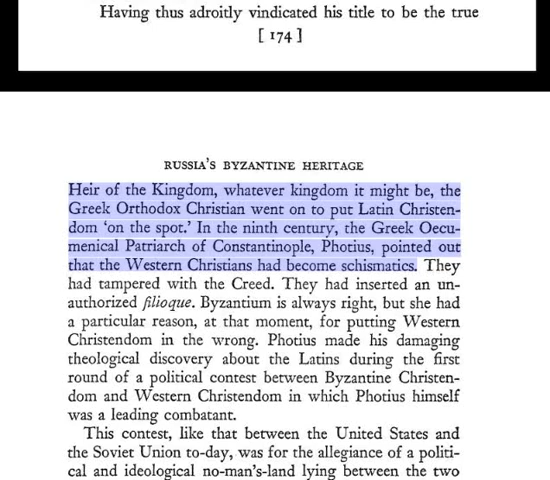 Having thus adroitly vindicated his title to be the true
[ 174 ]
RUSSIA'S BYZANTINE HERITAGE
Heir of the Kingdom, whatever kingdom it might be, the
Greek Orthodox Christian went on to put Latin Christen-
dom ‘on the spot.’ In the ninth century, the Greek Oecu-
menical Patriarch of Constantinople, Photius, pointed out
that the Western Christians had become schismatics. They
had tampered with the Creed. They had inserted an un-
authorized filioque. Byzantium is always right, but she had
a particular reason, at that moment, for putting Western
Christendom in the wrong. Photius made his damaging
theological discovery about the Latins during the first
round of a political contest between Byzantine Christen-
dom and Western Christendom in which Photius himself
was a leading combatant.
This contest, like that between the United States and
the Soviet Union to-day, was for the allegiance of a politi-
cal and ideological no-man's-land lying between the two